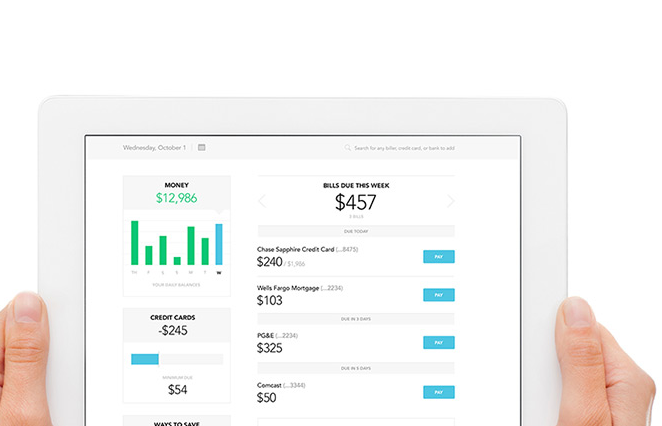 Wednesday, October 1
Search for any biller, credit card, or bank to add
MONEY
$12,986
TH F S S M T W
YOUR DAILY BALANCES
CREDIT CARDS
-$245
MINIMUM DUE
$54
WAYS TO SAVE
BILLS DUE THIS WEEK
$457
5 BILLS
DUE TODAY
Chase Sapphire Credit Card (...8475)
$240 / $1,986
PAY
Wells Fargo Mortgage (...2234)
$103
PAY
DUE IN 3 DAYS
PG&E (...2234)
$325
PAY
DUE IN 5 DAYS
Comcast (...3344)
$50
PAY